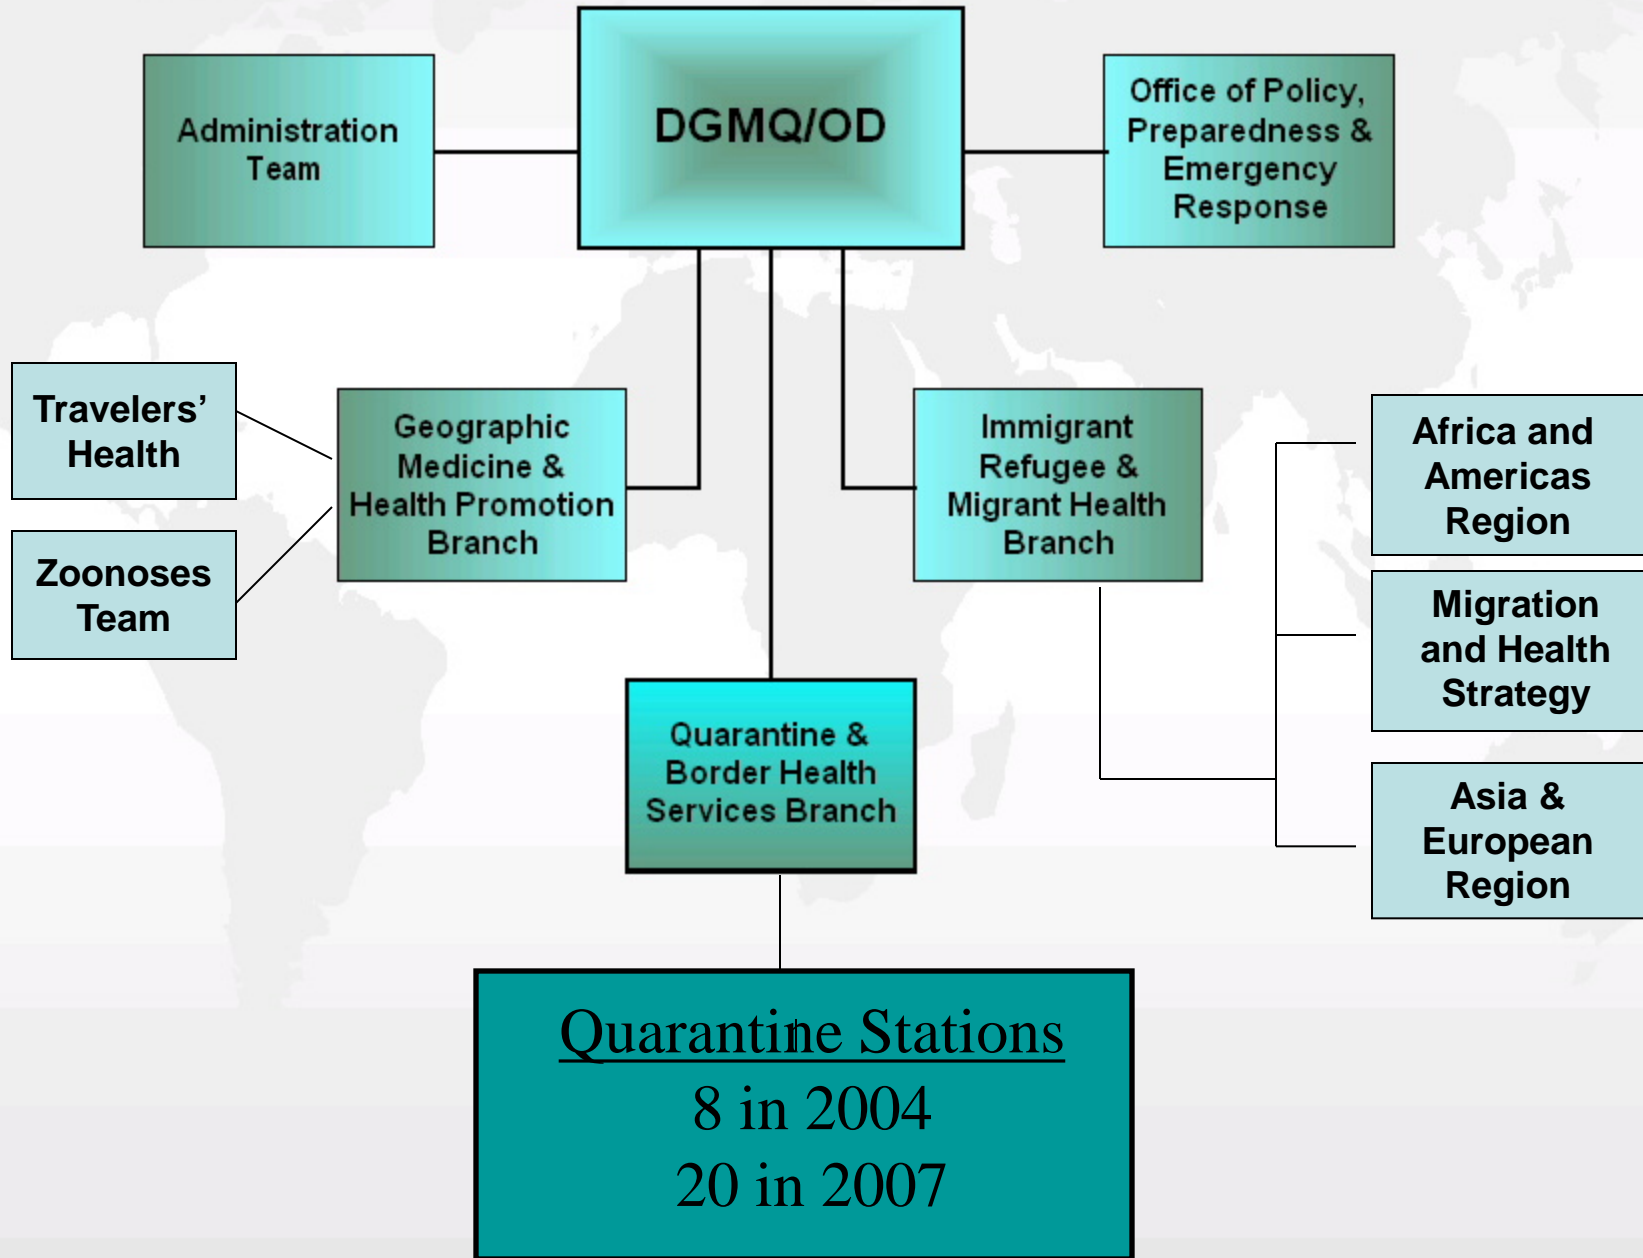 Administration
Team
DGMQ/OD
Office of Policy,
Preparedness &
Emergency
Response
Travelers’
Health
Zoonoses
Team
Geographic
Medicine &
Health Promotion
Branch
Immigrant
Refugee &
Migrant Health
Branch
Africa and
Americas
Region
Migration
and Health
Strategy
Asia &
European
Region
Quarantine &
Border Health
Services Branch
Quarantine Stations
8 in 2004
20 in 2007